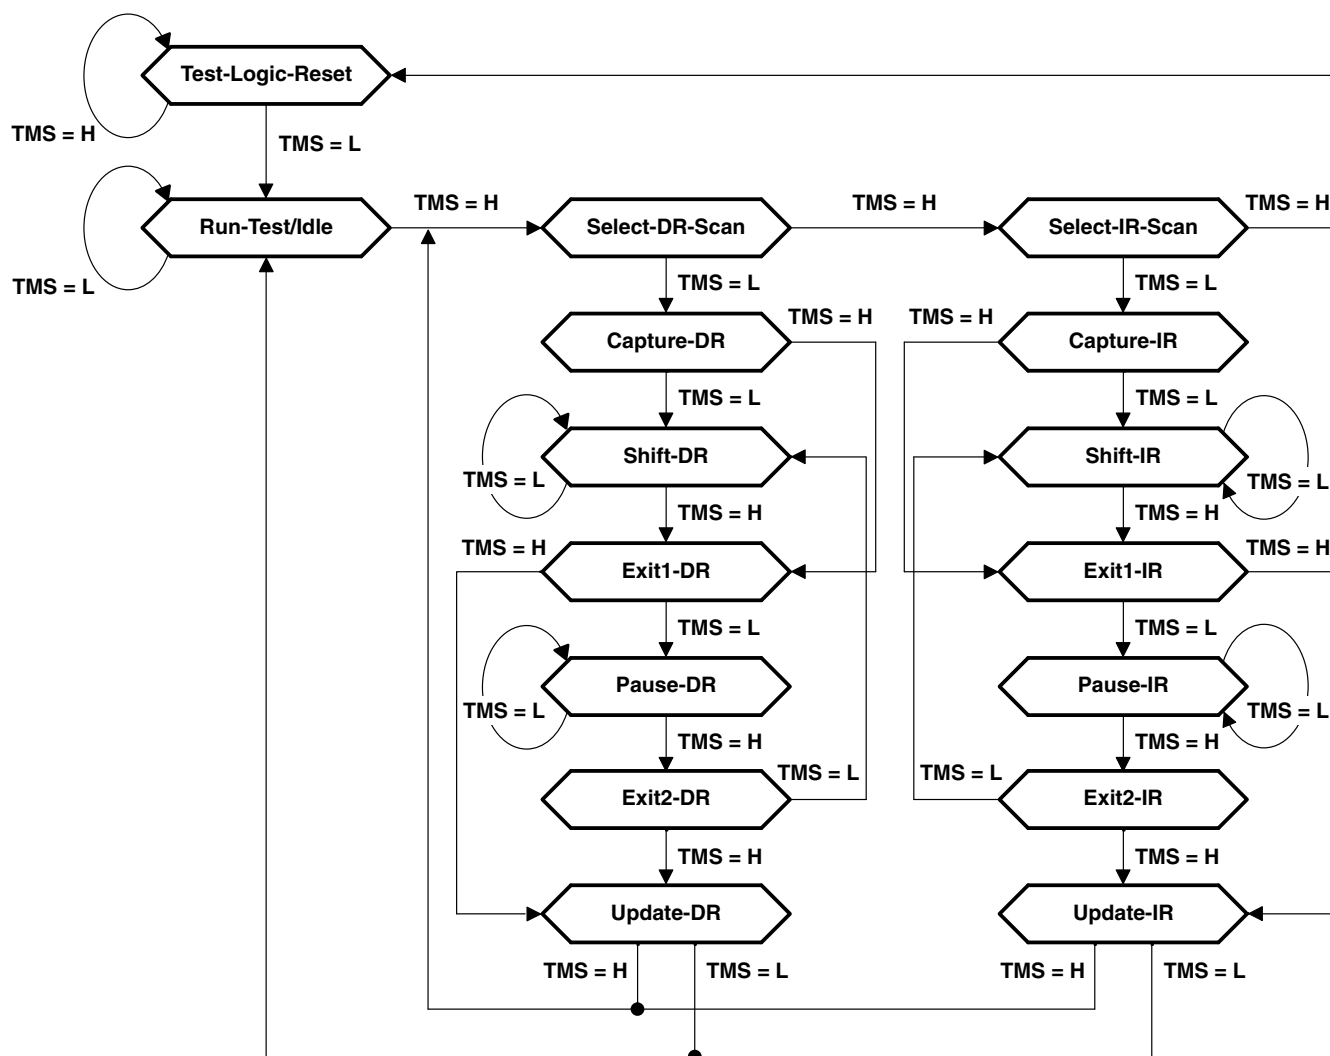 Test-Logic-Reset
TMS = H
TMS = L
TMS = H
TMS = H
TMS = H
Run-Test/Idle
Select-DR-Scan
Select-IR-Scan
TMS = L
TMS = L
TMS = L
TMS = H
TMS = H
Capture-DR
Capture-IR
TMS = L
TMS = L
Shift-DR
Shift-IR
TMS = L
TMS = L
TMS = H
TMS = H
TMS = H
TMS = H
Exit1-DR
Exit1-IR
TMS = L
TMS = L
Pause-DR
Pause-IR
TMS = L
TMS = L
TMS = H
TMS = H
TMS = L
TMS = L
Exit2-DR
Exit2-IR
TMS = H
TMS = H
Update-DR
Update-IR
TMS = H
TMS = L
TMS = H
TMS = L